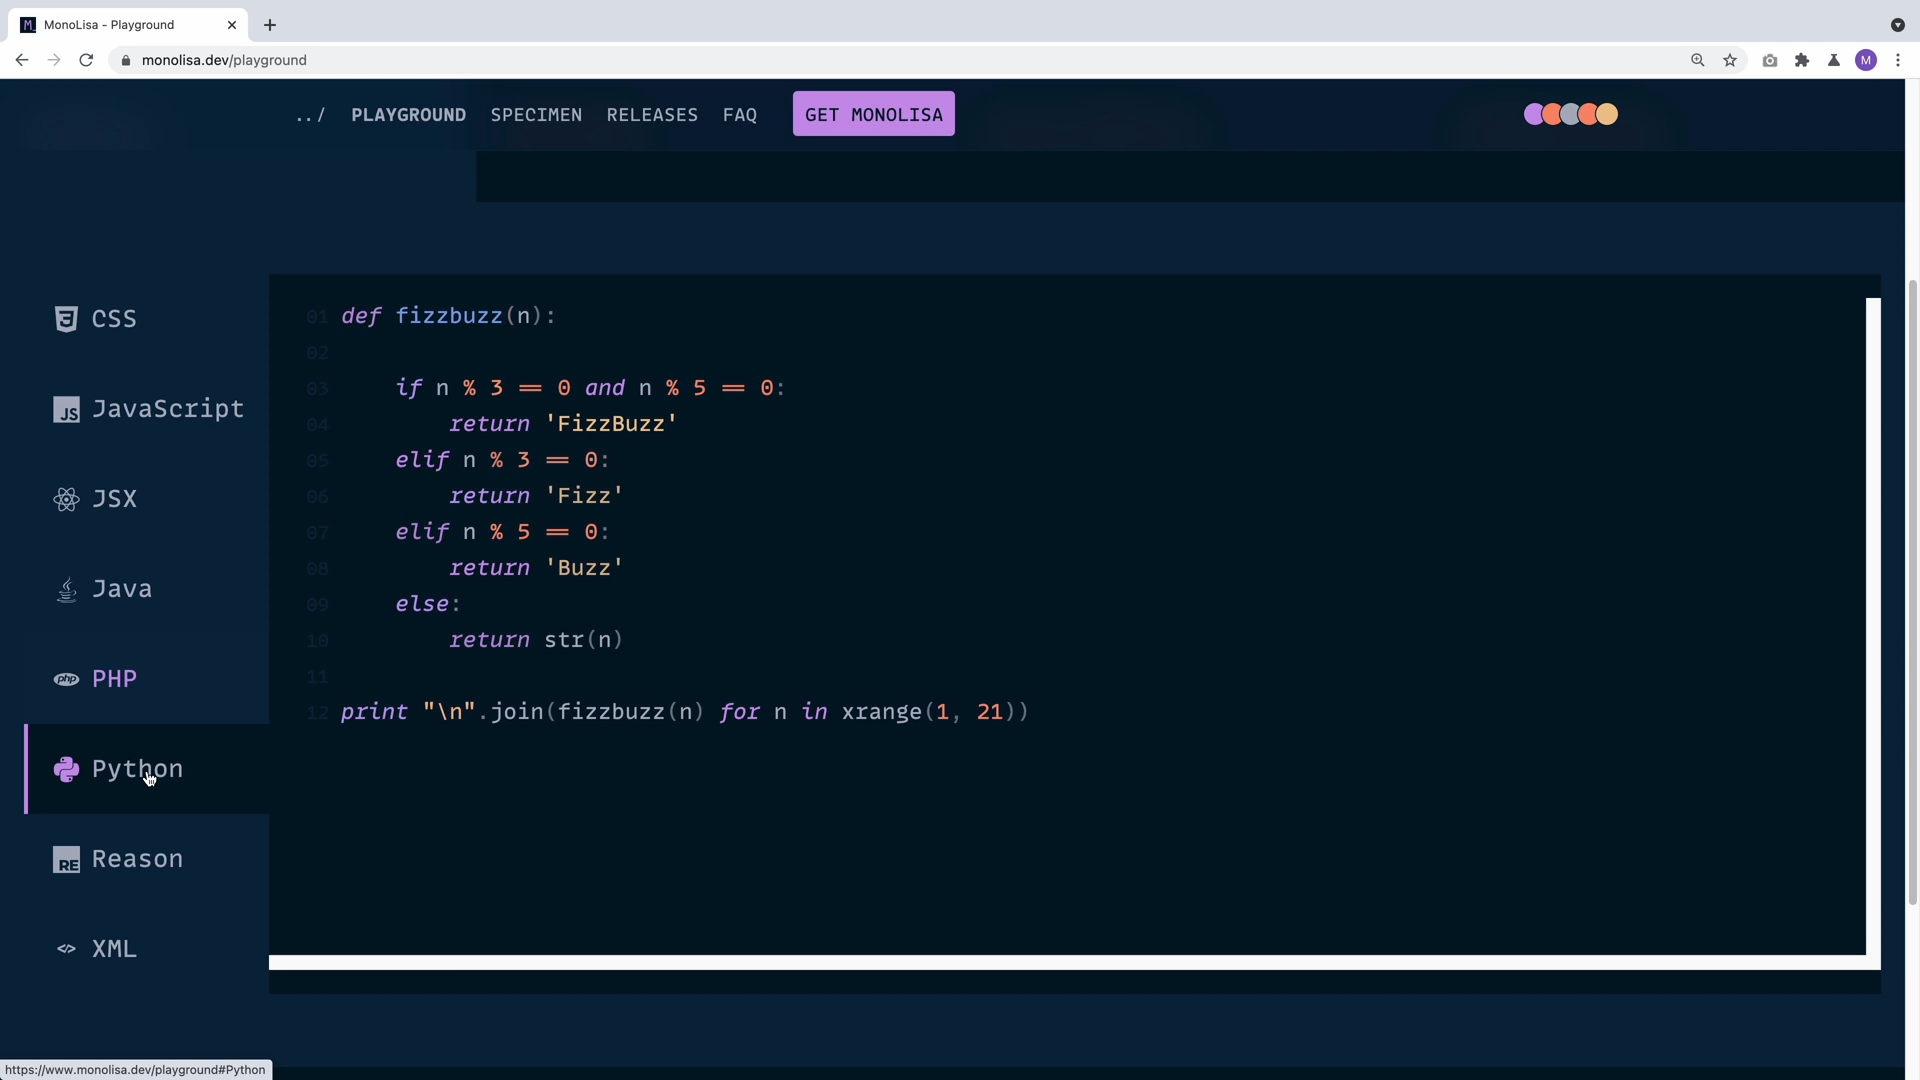 MonoLisa - Playground
monolisa.dev/playground
M
../ PLAYGROUND SPECIMEN RELEASES FAQ GET MONOLISA
CSS
JavaScript
JSX
Java
PHP
Python
Reason
XML
01 def fizzbuzz(n):
02
03 if n % 3 == 0 and n % 5 == 0:
04 return 'FizzBuzz'
05 elif n % 3 == 0:
06 return 'Fizz'
07 elif n % 5 == 0:
08 return 'Buzz'
09 else:
10 return str(n)
11
12 print "\n".join(fizzbuzz(n) for n in xrange(1, 21))
https://www.monolisa.dev/playground#Python